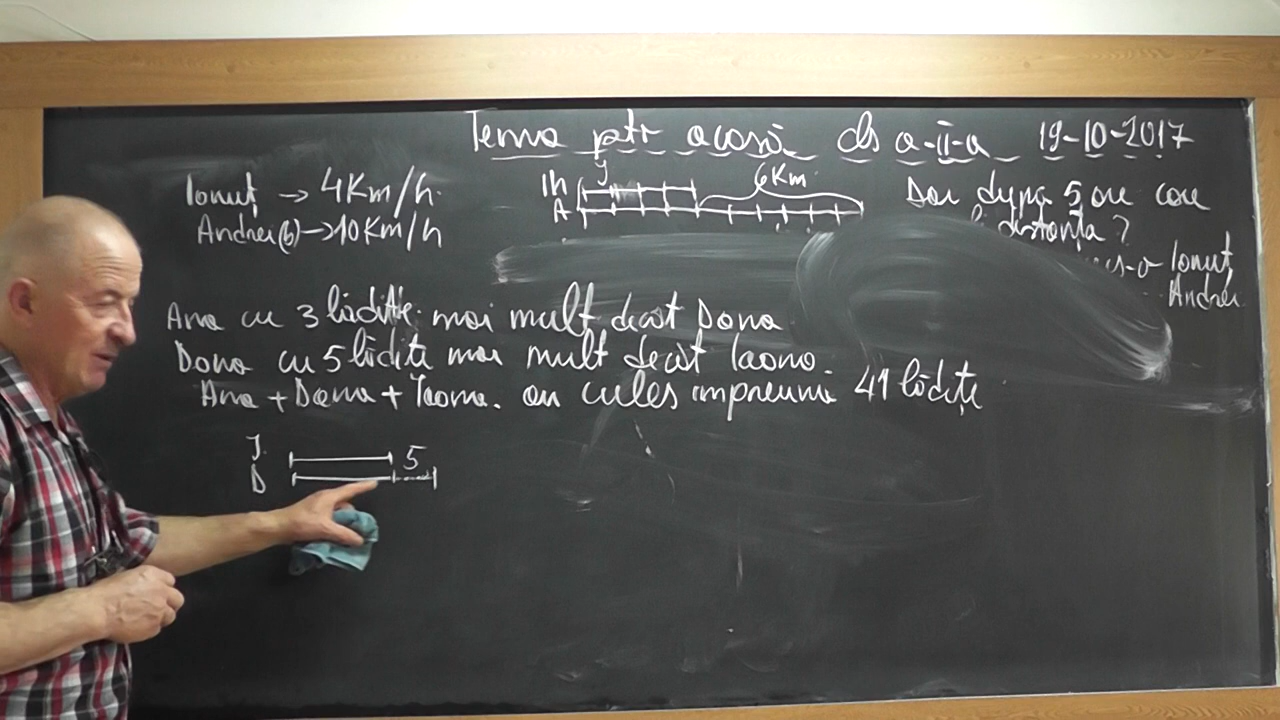 Tema ptr acasă cls a-II-a 19-10-2017
Ionuț → 4Km/h.
Andrei(b) → 10Km/h
y
1h
A
6Km
Dar după 5 ore care
distanța ?
Ionuț
Andrei
Ana cu 3 lădițe mai mult decât Dana
Dana cu 5 lădițe mai mult decât Ioana.
Ana + Dana + Ioana. au cules impreuna 41 lădițe
I.
5
D